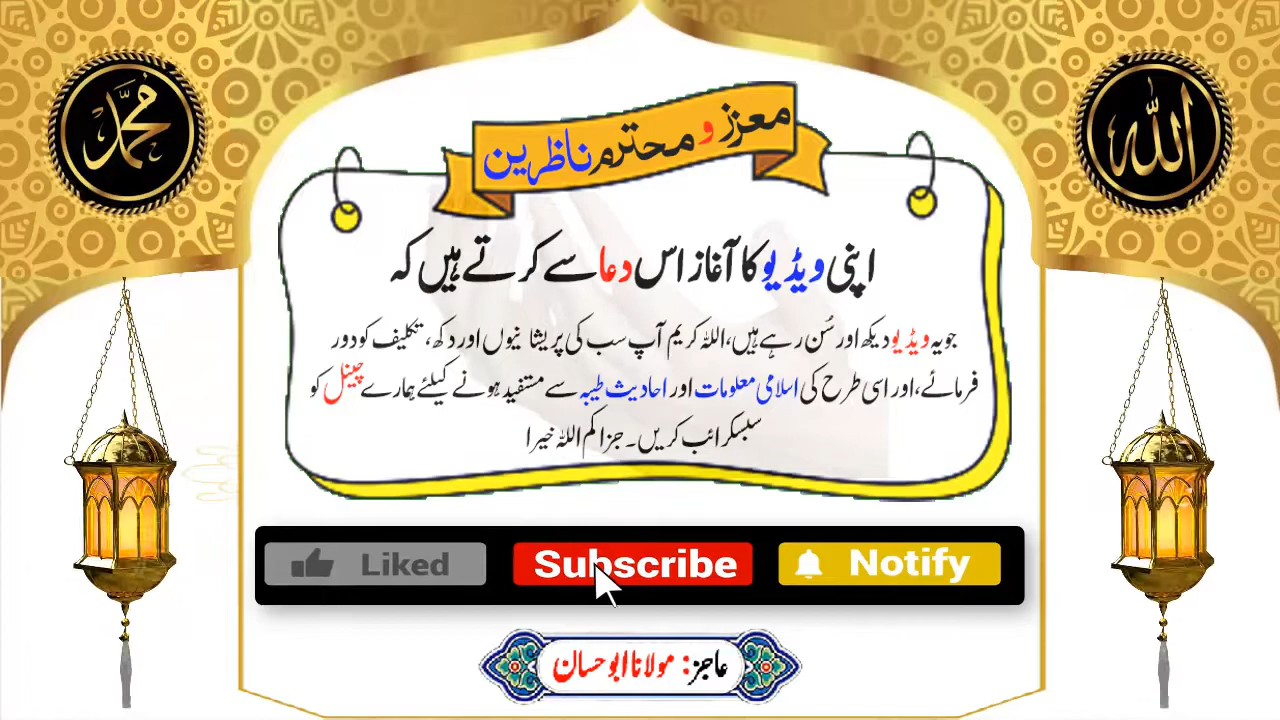 محمد
الله
معزز و محترم ناظرین
اپنی ویڈیو کا آغاز اس دعا سے کرتے ہیں کہ
جو یہ ویڈیو دیکھ اور سُن رہے ہیں، اللہ کریم آپ سب کی پریشانیوں اور دکھ، تکلیف کو دور
فرمائے، اور اسی طرح کی اسلامی معلومات اور احادیث طیبہ سے مستفید ہونے کیلئے ہمارے چینل کو
سبسکرائب کریں۔ جزاکم اللہ خیرا
Liked Subscribe Notify
عاجز: مولانا ابو حسان